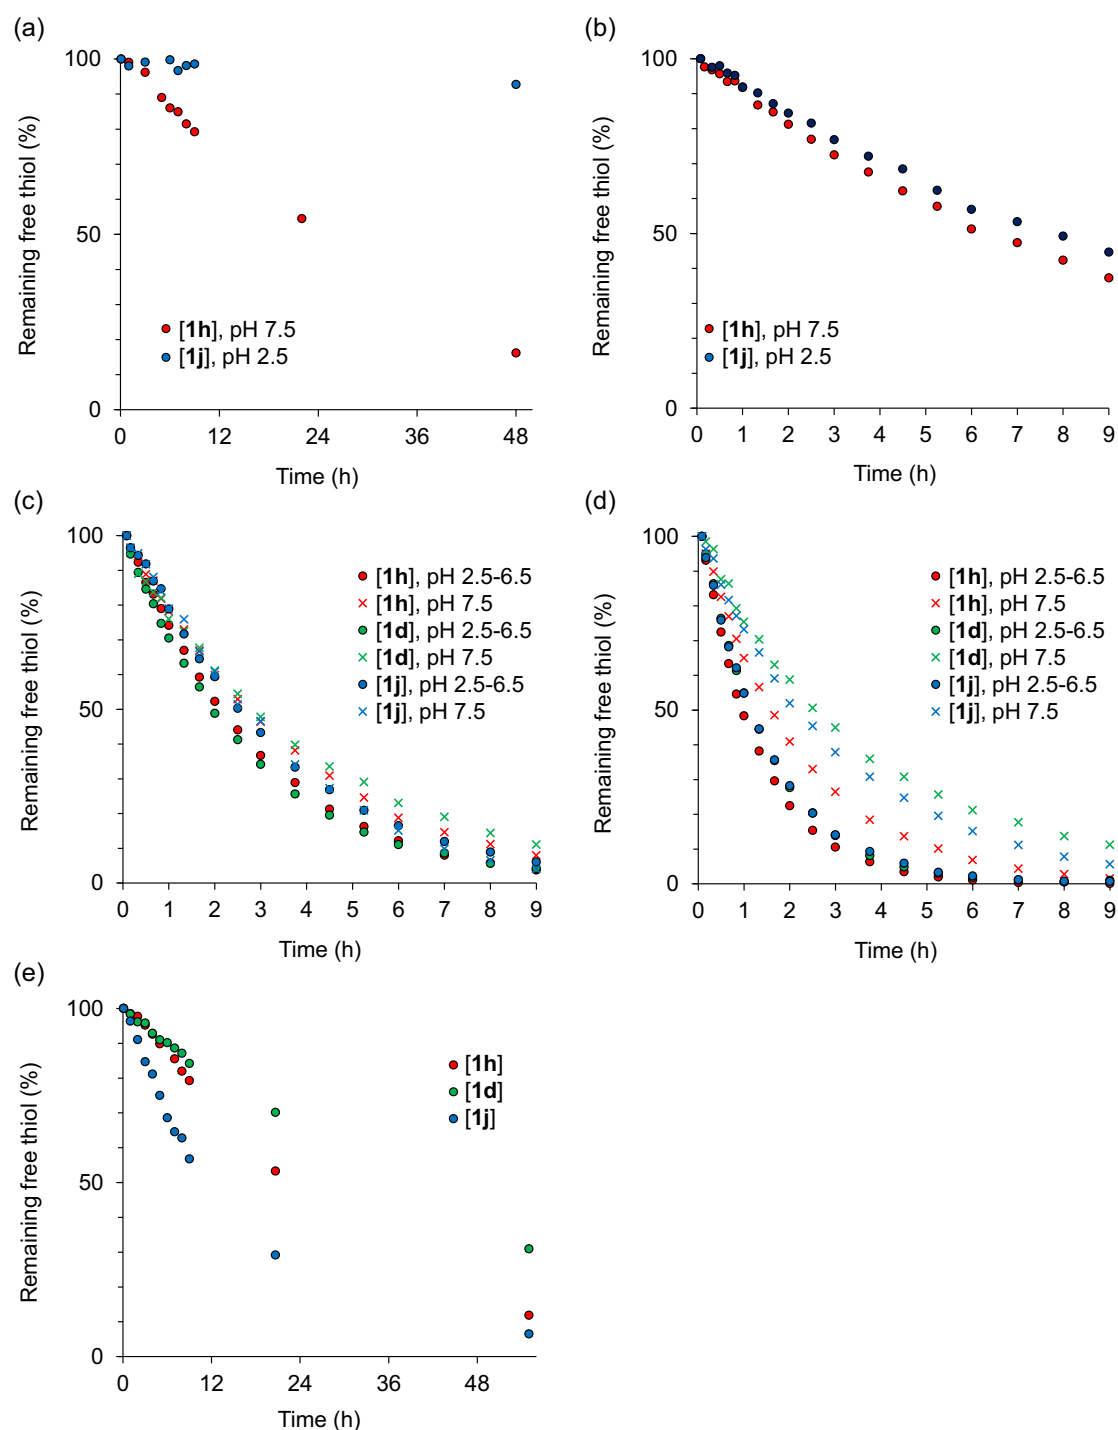 (a)
100
50
0
Remaining free thiol (%)
[1h], pH 7.5
[1j], pH 2.5
0 12 24 36 48
Time (h)
(b)
100
50
0
Remaining free thiol (%)
[1h], pH 7.5
[1j], pH 2.5
0 1 2 3 4 5 6 7 8 9
Time (h)
(c)
100
50
0
Remaining free thiol (%)
[1h], pH 2.5-6.5
[1h], pH 7.5
[1d], pH 2.5-6.5
[1d], pH 7.5
[1j], pH 2.5-6.5
[1j], pH 7.5
0 1 2 3 4 5 6 7 8 9
Time (h)
(d)
100
50
0
Remaining free thiol (%)
[1h], pH 2.5-6.5
[1h], pH 7.5
[1d], pH 2.5-6.5
[1d], pH 7.5
[1j], pH 2.5-6.5
[1j], pH 7.5
0 1 2 3 4 5 6 7 8 9
Time (h)
(e)
100
50
0
Remaining free thiol (%)
[1h]
[1d]
[1j]
0 12 24 36 48
Time (h)